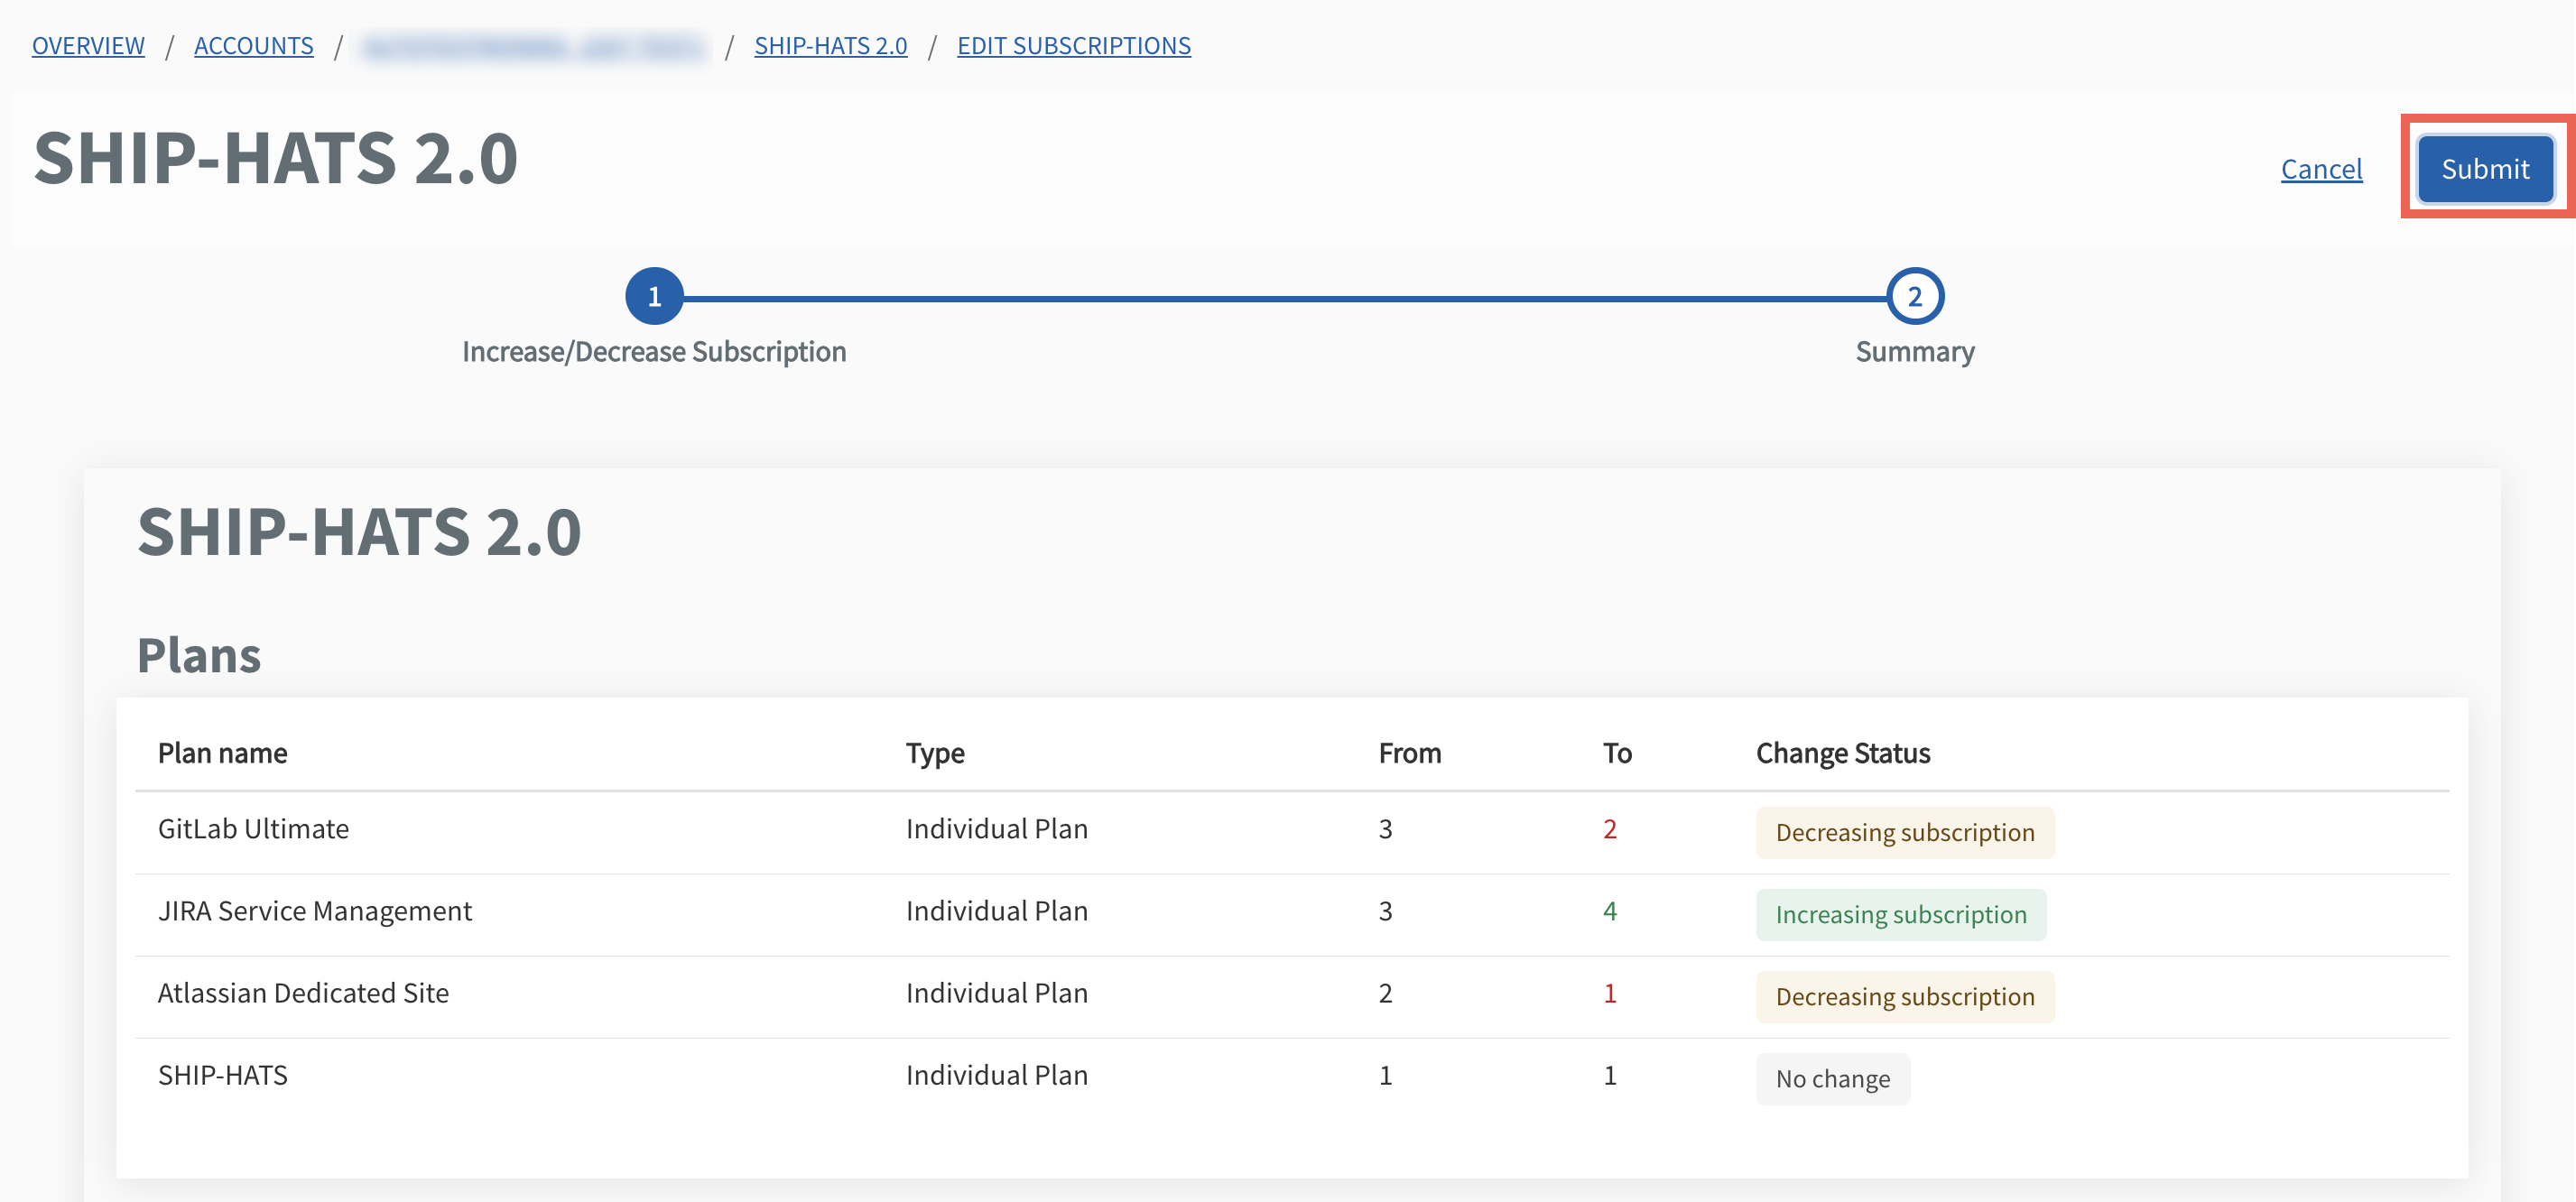 OVERVIEW / ACCOUNTS / / SHIP-HATS 2.0 / EDIT SUBSCRIPTIONS
SHIP-HATS 2.0
Cancel Submit
1 2
Increase/Decrease Subscription Summary
SHIP-HATS 2.0
Plans
Plan name Type From To Change Status
GitLab Ultimate Individual Plan 3 2 Decreasing subscription
JIRA Service Management Individual Plan 3 4 Increasing subscription
Atlassian Dedicated Site Individual Plan 2 1 Decreasing subscription
SHIP-HATS Individual Plan 1 1 No change